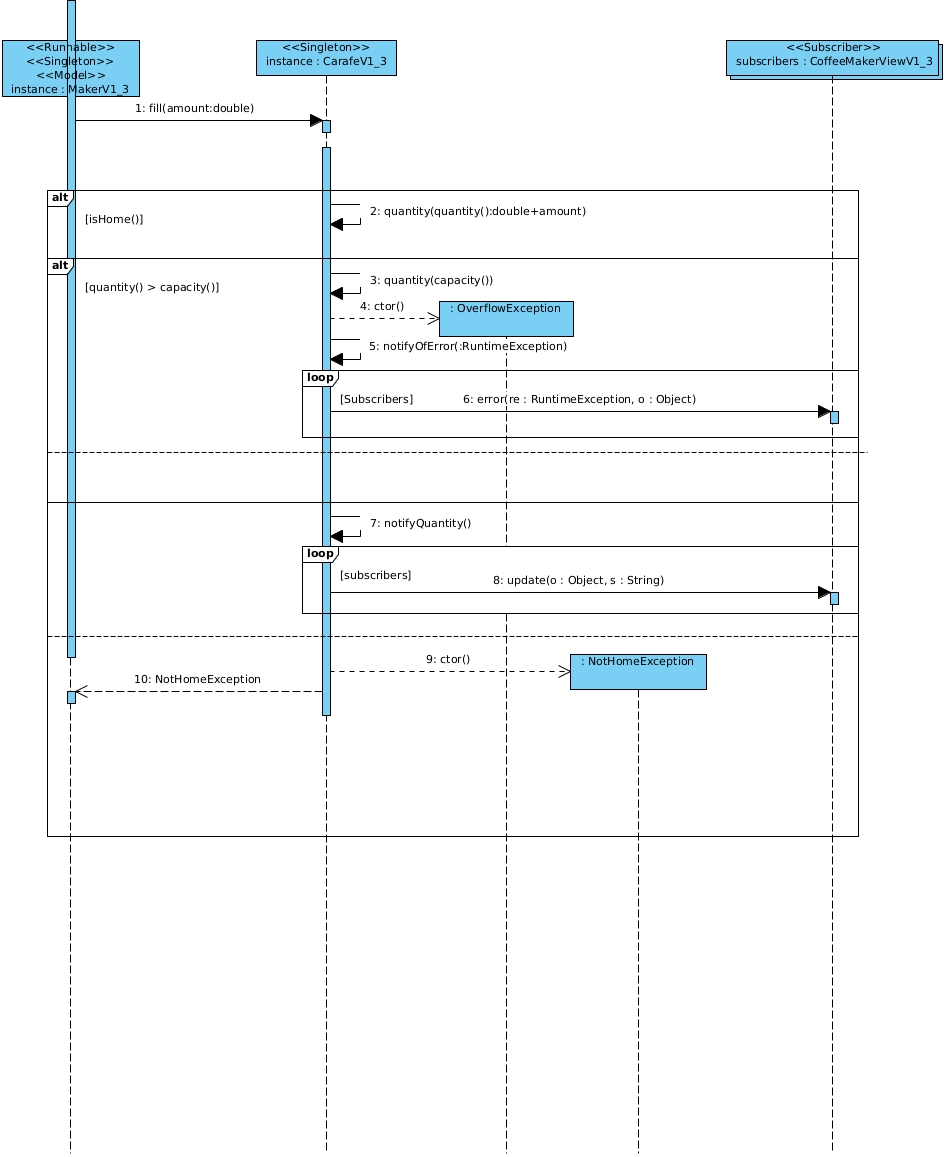 <<Runnable>>
<<Singleton>>
<<Model>>
instance : MakerV1_3
<<Singleton>>
instance : CarafeV1_3
<<Subscriber>>
subscribers : CoffeeMakerViewV1_3
1: fill(amount:double)
alt
[isHome()]
2: quantity(quantity():double+amount)
alt
[quantity() > capacity()]
3: quantity(capacity())
4: ctor()
: OverflowException
5: notifyOfError(:RuntimeException)
loop
[Subscribers]
6: error(re : RuntimeException, o : Object)
7: notifyQuantity()
loop
[subscribers]
8: update(o : Object, s : String)
9: ctor()
: NotHomeException
10: NotHomeException